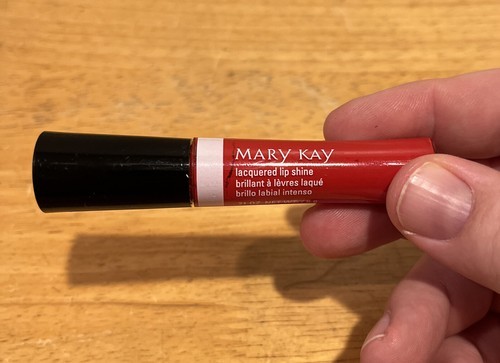 MARY KAY
lacquered lip shine
brillant à lèvres laqué
brillo labial intenso